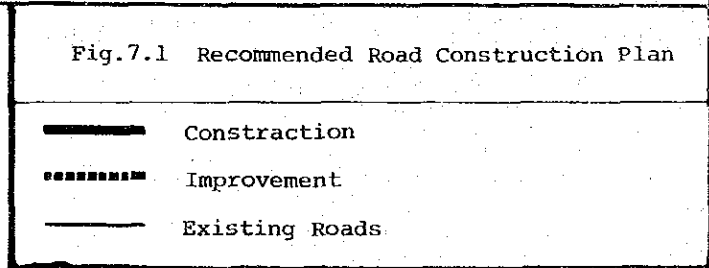 Fig.7.1 Recommended Road Construction Plan
Constraction
Improvement
Existing Roads